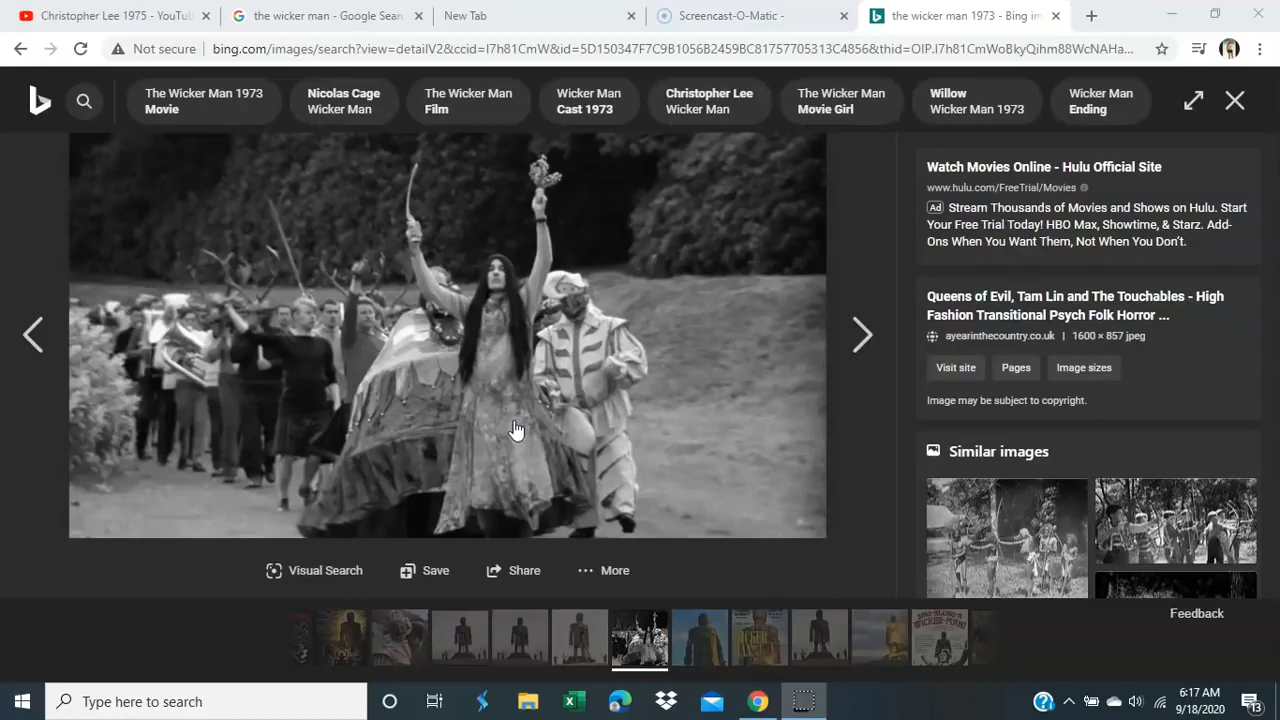 Christopher Lee 1975 - YouTu
the wicker man - Google Sear
New Tab
Screencast-O-Matic -
the wicker man 1973 - Bing im
Not secure
bing.com/images/search?view=detailV2&ccid=I7h81CmW&id=5D150347F7C9B1056B2459BC81757705313C4856&thid=OIP.I7h81CmWoBkyQihm88WcNAHa...
The Wicker Man 1973
Movie
Nicolas Cage
Wicker Man
The Wicker Man
Film
Wicker Man
Cast 1973
Christopher Lee
Wicker Man
The Wicker Man
Movie Girl
Willow
Wicker Man 1973
Wicker Man
Ending
Watch Movies Online - Hulu Official Site
www.hulu.com/FreeTrial/Movies
Ad Stream Thousands of Movies and Shows on Hulu. Start
Your Free Trial Today! HBO Max, Showtime, & Starz. Add-
Ons When You Want Them, Not When You Don't.
Queens of Evil, Tam Lin and The Touchables - High
Fashion Transitional Psych Folk Horror ...
ayearinthecountry.co.uk | 1600 × 857 jpeg
Visit site
Pages
Image sizes
Image may be subject to copyright.
Similar images
Visual Search
Save
Share
More
Feedback
Type here to search
6:17 AM
9/18/2020
13